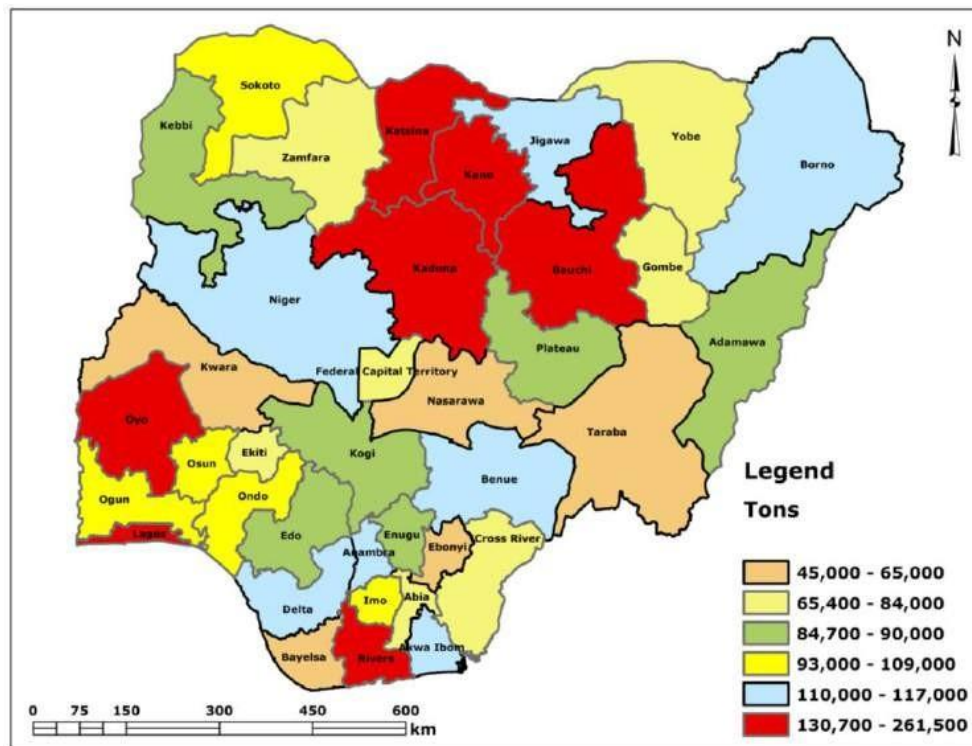 N
Sokoto
Kebbi
Katsina
Jigawa
Yobe
Zamfara
Kano
Borno
Kaduna
Bauchi
Gombe
Niger
Plateau
Adamawa
Federal Capital Territory
Kwara
Nasarawa
Oyo
Taraba
Ekiti
Kogi
Osun
Benue
Ogun
Ondo
Lagos
Edo
Enugu
Anambra
Ebonyi
Cross River
Delta
Imo
Abia
Akwa Ibom
Bayelsa
Rivers
Legend
Tons
45,000 - 65,000
65,400 - 84,000
84,700 - 90,000
93,000 - 109,000
110,000 - 117,000
130,700 - 261,500
0 75 150 300 450 600
km